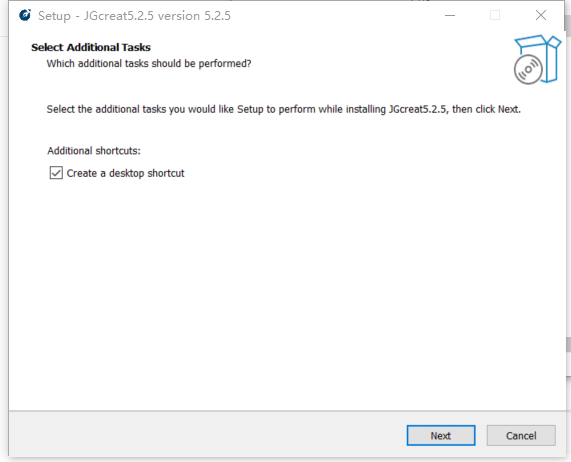 Setup - JGcreat5.2.5 version 5.2.5
Select Additional Tasks
Which additional tasks should be performed?
Select the additional tasks you would like Setup to perform while installing JGcreat5.2.5, then click Next.
Additional shortcuts:
Create a desktop shortcut
Next
Cancel